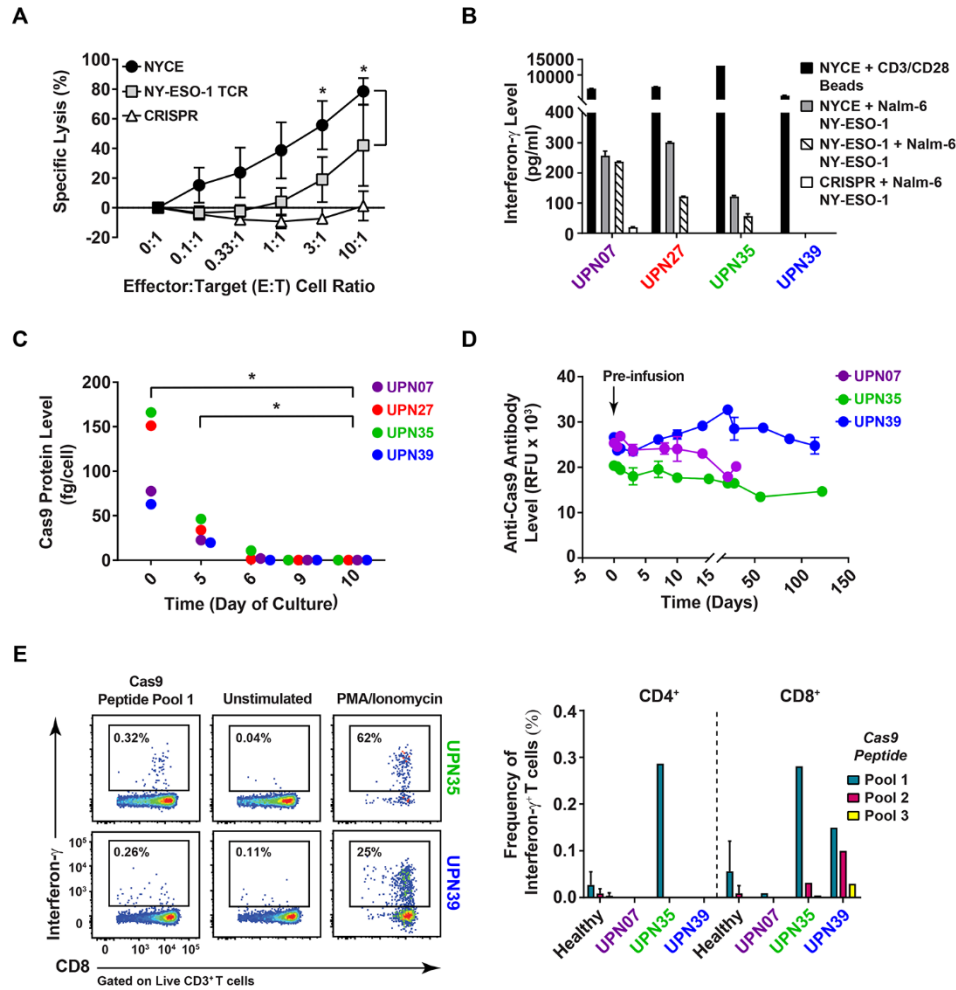 A
100
80
60
40
20
0
-20
Specific Lysis (%)
NYCE
NY-ESO-1 TCR
CRISPR
*
*
0:1
0.1:1
0.33:1
1:1
3:1
10:1
Effector:Target (E:T) Cell Ratio
B
15000
10000
5000
300
200
100
0
Interferon-γ Level
(pg/ml)
NYCE + CD3/CD28
Beads
NYCE + Nalm-6
NY-ESO-1
NY-ESO-1 + Nalm-6
NY-ESO-1
CRISPR + Nalm-6
NY-ESO-1
UPN07
UPN27
UPN35
UPN39
C
200
150
100
50
0
Cas9 Protein Level
(fg/cell)
*
*
UPN07
UPN27
UPN35
UPN39
0
5
6
9
10
Time (Day of Culture)
D
40
30
20
10
0
Anti-Cas9 Antibody
Level (RFU x 10³)
Pre-infusion
UPN07
UPN35
UPN39
-5
0
5
10
15
50
100
150
Time (Days)
E
Cas9
Peptide Pool 1
Unstimulated
PMA/Ionomycin
0.32%
0.04%
62%
UPN35
0.26%
0.11%
25%
UPN39
Interferon-γ
10⁵
10⁴
10³
0
0 10³ 10⁴ 10⁵
CD8
Gated on Live CD3⁺ T cells
CD4⁺
CD8⁺
0.4
0.3
0.2
0.1
0.0
Frequency of
Interferon-γ⁺ T cells (%)
Cas9
Peptide
Pool 1
Pool 2
Pool 3
Healthy
UPN07
UPN35
UPN39
Healthy
UPN07
UPN35
UPN39